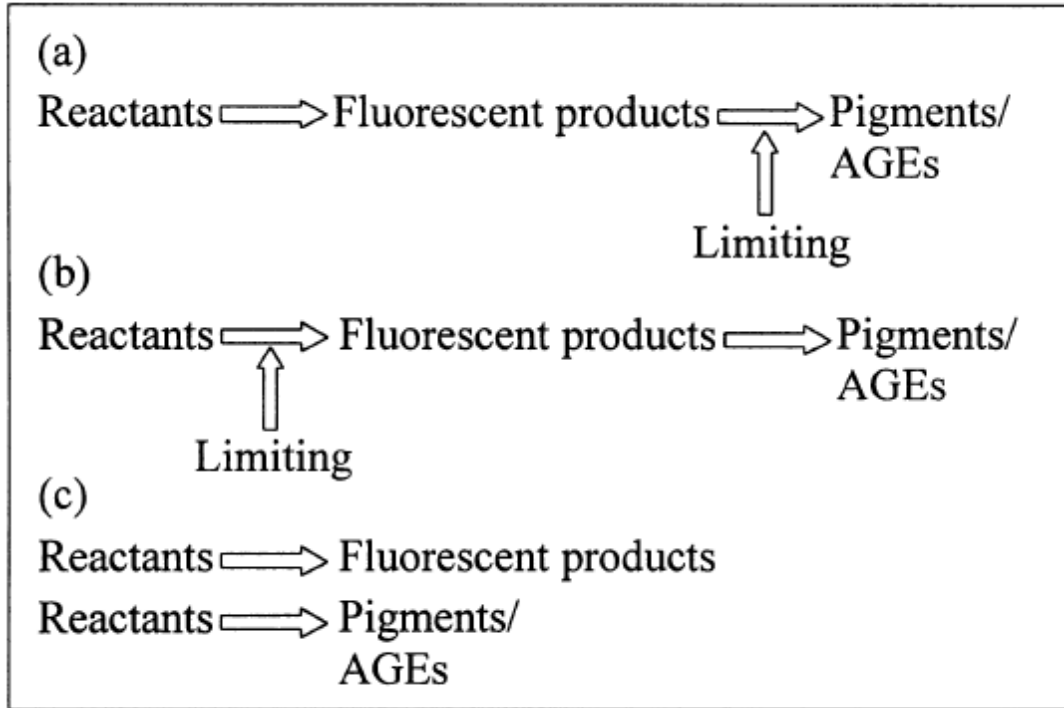 (a)
Reactants Fluorescent products Pigments/
AGEs
Limiting
(b)
Reactants Fluorescent products Pigments/
AGEs
Limiting
(c)
Reactants Fluorescent products
Reactants Pigments/
AGEs